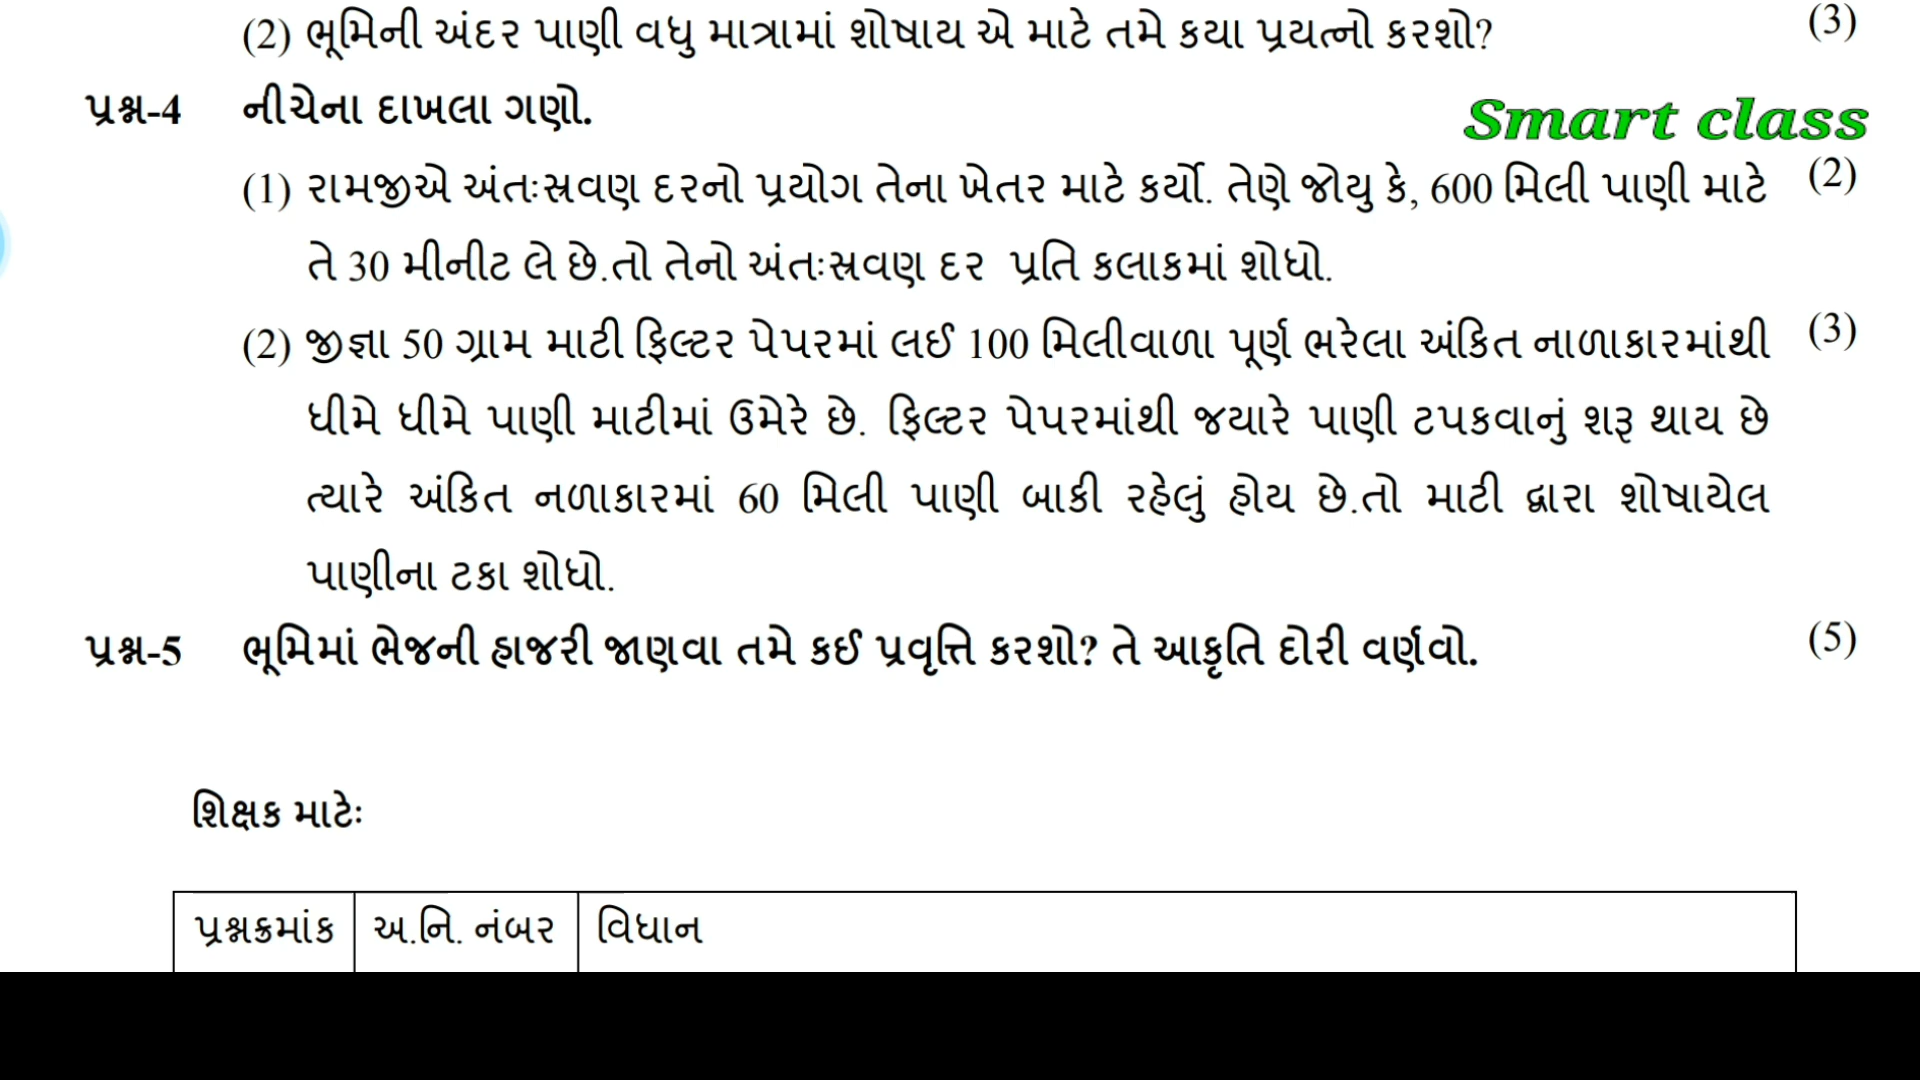 (2) ભૂમિની અંદર પાણી વધુ માત્રામાં શોષાય એ માટે તમે કયા પ્રયત્નો કરશો? (3)
પ્રશ્ન-4 નીચેના દાખલા ગણો.
Smart class
(1) રામજીએ અંતઃસ્રવણ દરનો પ્રયોગ તેના ખેતર માટે કર્યો. તેણે જોયુ કે, 600 મિલી પાણી માટે (2)
તે 30 મીનીટ લે છે.તો તેનો અંતઃસ્રવણ દર પ્રતિ કલાકમાં શોધો.
(2) જીજ્ઞા 50 ગ્રામ માટી ફિલ્ટર પેપરમાં લઈ 100 મિલીવાળા પૂર્ણ ભરેલા અંકિત નાળાકારમાંથી (3)
ધીમે ધીમે પાણી માટીમાં ઉમેરે છે. ફિલ્ટર પેપરમાંથી જયારે પાણી ટપકવાનું શરૂ થાય છે
ત્યારે અંકિત નળાકારમાં 60 મિલી પાણી બાકી રહેલું હોય છે.તો માટી દ્વારા શોષાયેલ
પાણીના ટકા શોધો.
પ્રશ્ન-5 ભૂમિમાં ભેજની હાજરી જાણવા તમે કઈ પ્રવૃત્તિ કરશો? તે આકૃતિ દોરી વર્ણવો. (5)
શિક્ષક માટેઃ
પ્રશ્નક્રમાંક અ.નિ. નંબર વિધાન